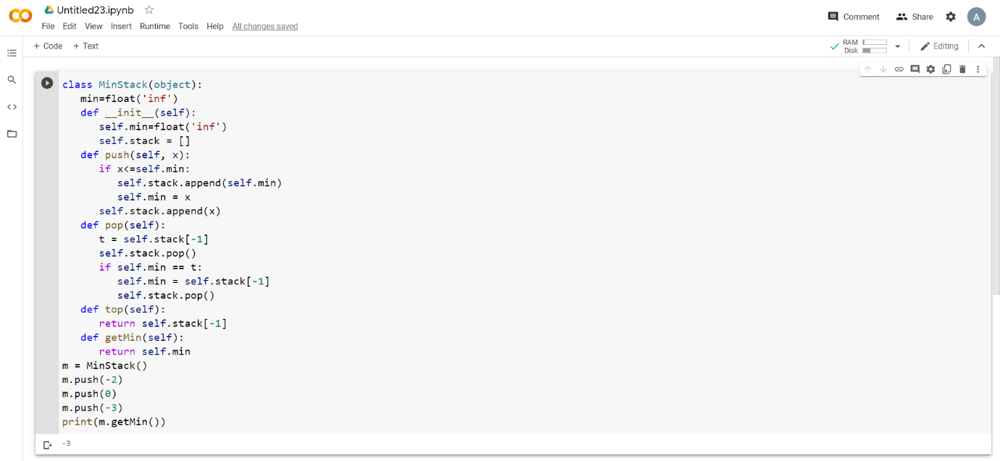 CO Untitled23.ipynb
File Edit View Insert Runtime Tools Help All changes saved
Comment Share A
+ Code + Text
RAM
Disk
Editing
class MinStack(object):
   min=float('inf')
   def __init__(self):
      self.min=float('inf')
      self.stack = []
   def push(self, x):
      if x<=self.min:
         self.stack.append(self.min)
         self.min = x
      self.stack.append(x)
   def pop(self):
      t = self.stack[-1]
      self.stack.pop()
      if self.min == t:
         self.min = self.stack[-1]
         self.stack.pop()
   def top(self):
      return self.stack[-1]
   def getMin(self):
      return self.min
m = MinStack()
m.push(-2)
m.push(0)
m.push(-3)
print(m.getMin())
-3